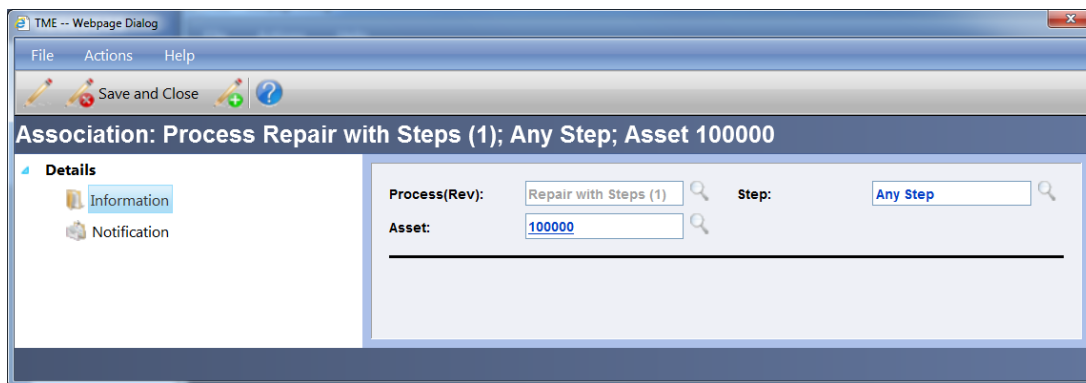 TME -- Webpage Dialog
x
File Actions Help
Save and Close ?
Association: Process Repair with Steps (1); Any Step; Asset 100000
Details
Information
Notification
Process(Rev): Repair with Steps (1) Step: Any Step
Asset: 100000